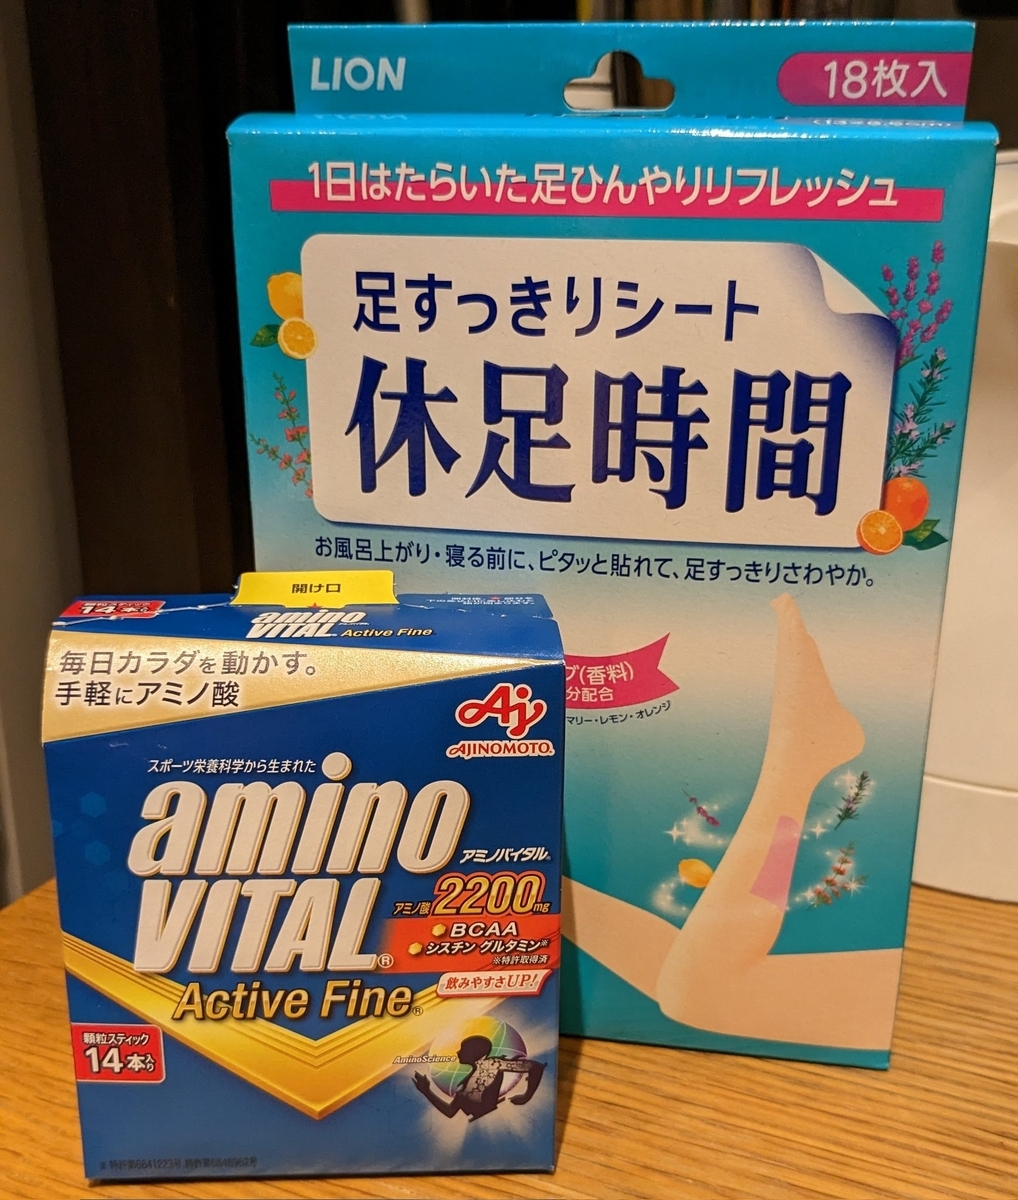 LION
18枚入
1日はたらいた足ひんやりリフレッシュ
足すっきりシート
休足時間
お風呂上がり・寝る前に、ピタッと貼れて、足すっきりさわやか。
ブ(香料)
分配合
マリー・レモン・オレンジ
開け口
14本入り
amino
VITAL Active Fine
毎日カラダを動かす。
手軽にアミノ酸
Aj
AJINOMOTO
スポーツ栄養科学から生まれた
amino
アミノバイタル®
VITAL®
アミノ酸 2200mg
BCAA
シスチン グルタミン※
※特許取得済
飲みやすさUP!
Active Fine®
顆粒スティック
14本入り
AminoScience